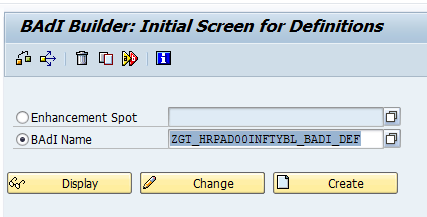 BAdI Builder: Initial Screen for Definitions
Enhancement Spot
BAdI Name ZGT_HRPAD00INFTYBL_BADI_DEF
Display Change Create